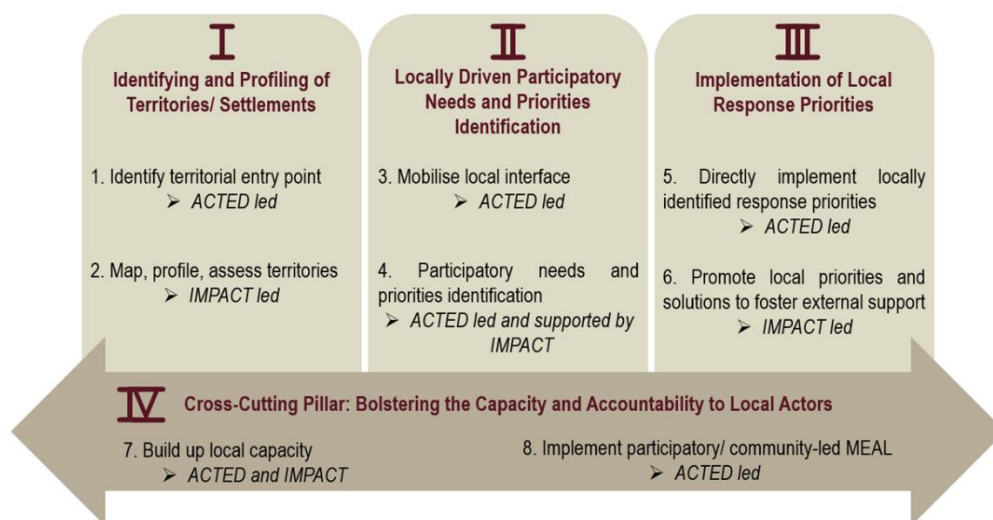 I
Identifying and Profiling of
Territories/ Settlements
1. Identify territorial entry point
➢ ACTED led
2. Map, profile, assess territories
➢ IMPACT led
II
Locally Driven Participatory
Needs and Priorities
Identification
3. Mobilise local interface
➢ ACTED led
4. Participatory needs and
priorities identification
➢ ACTED led and supported by
IMPACT
III
Implementation of Local
Response Priorities
5. Directly implement locally
identified response priorities
➢ ACTED led
6. Promote local priorities and
solutions to foster external support
➢ IMPACT led
IV Cross-Cutting Pillar: Bolstering the Capacity and Accountability to Local Actors
7. Build up local capacity
➢ ACTED and IMPACT
8. Implement participatory/ community-led MEAL
➢ ACTED led